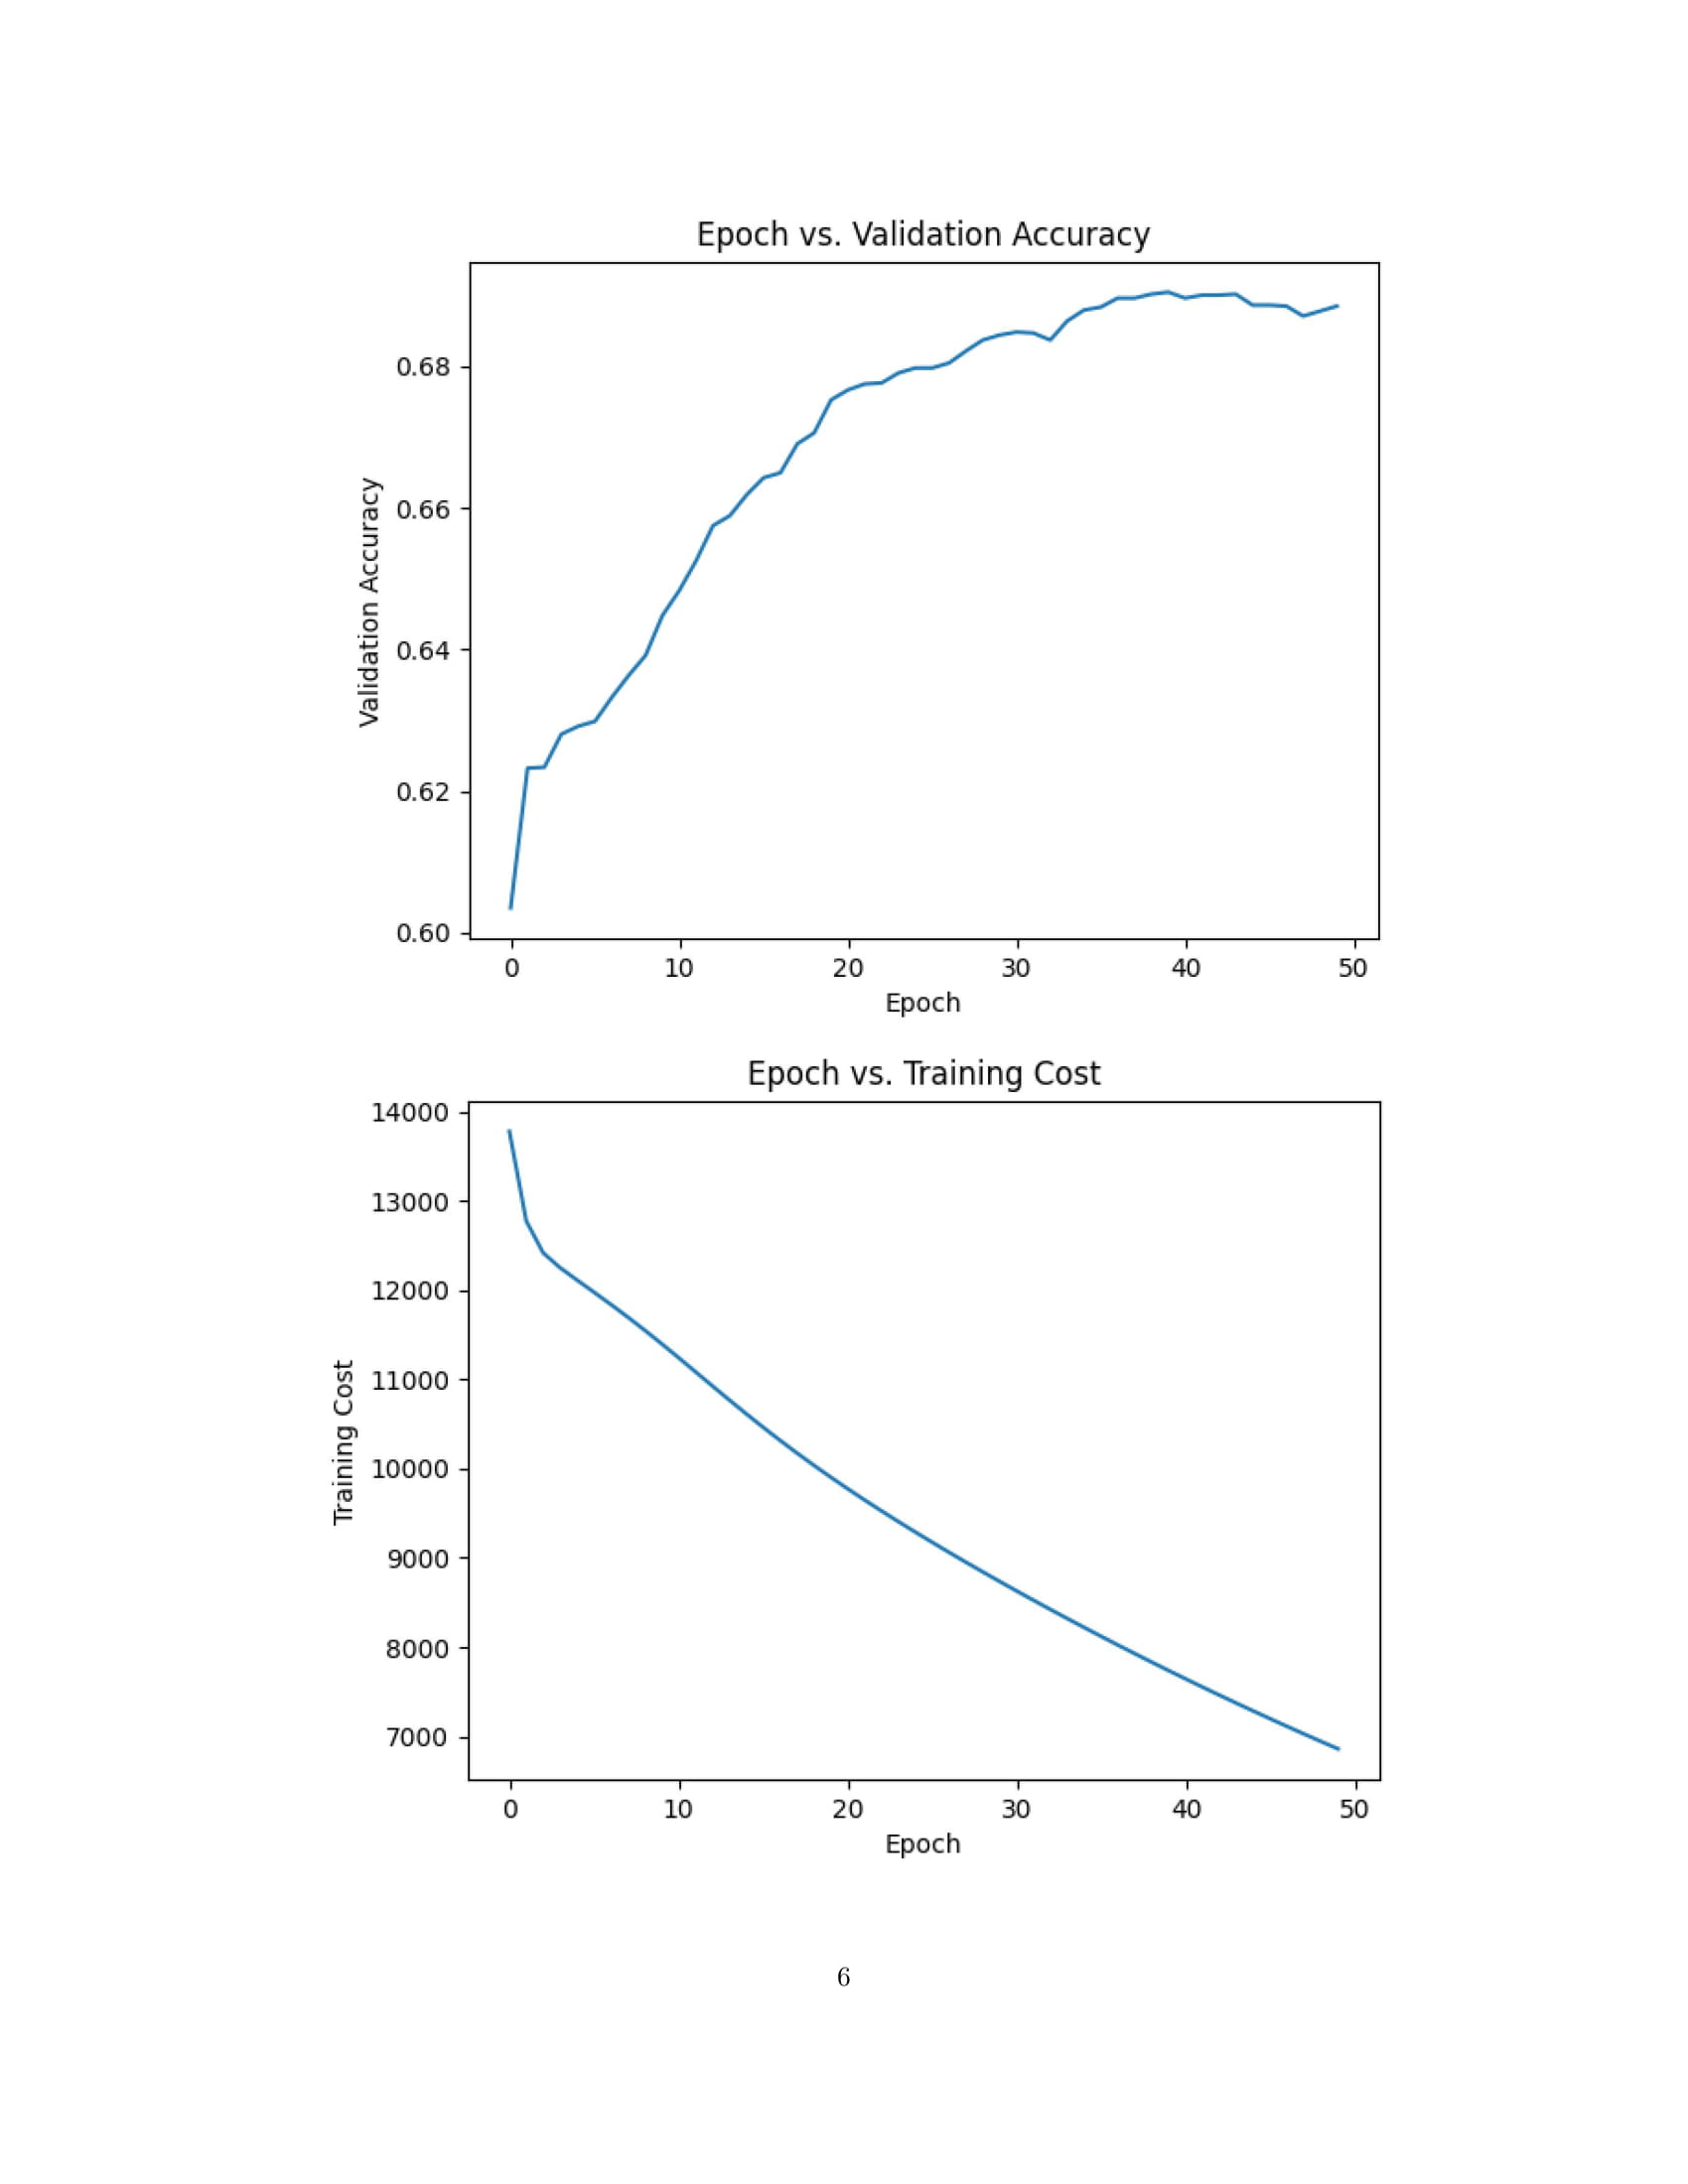 Epoch vs. Validation Accuracy
Validation Accuracy
0.68
0.66
0.64
0.62
0.60
0 10 20 30 40 50
Epoch
Epoch vs. Training Cost
Training Cost
14000
13000
12000
11000
10000
9000
8000
7000
0 10 20 30 40 50
Epoch
6